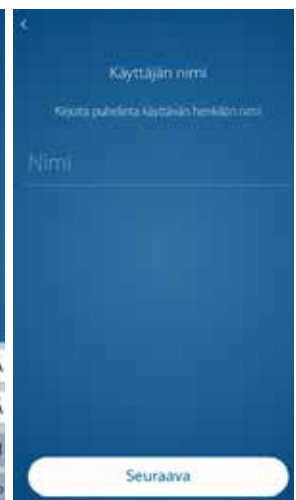 Käyttäjän nimi
Kirjoita puhelinta käyttävän henkilön nimi
Nimi
Seuraava